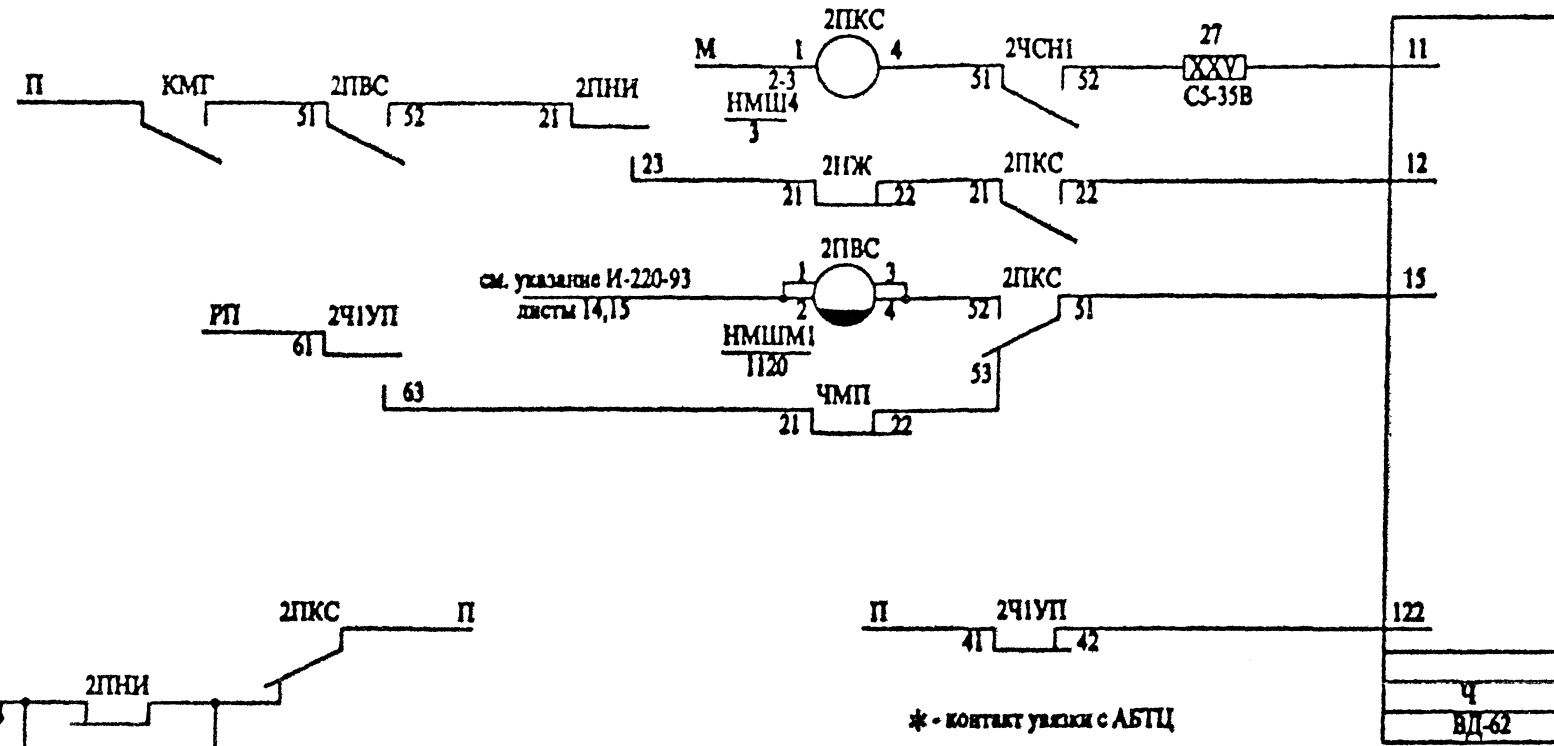 2ПКС
27
М 1 4 2ЧСН1 11
2-3 51 52
XXV
С5-35В
П КМГ 2ПВС 2ПНИ
51 52 21
НМШ4
3
23 2НЖ 2ПКС 12
21 22 21 22
2ПВС
см. указание И-220-93 1 3 2ПКС 15
листы 14,15 2 4 52 51
РП 2Ч1УП
61
НМШМ1
1120
53
63 ЧМП
21 22
2ПКС П
П 2Ч1УП 122
41 42
2ПНИ
Ч
* - контакт увязки с АБТЦ
ВД-62